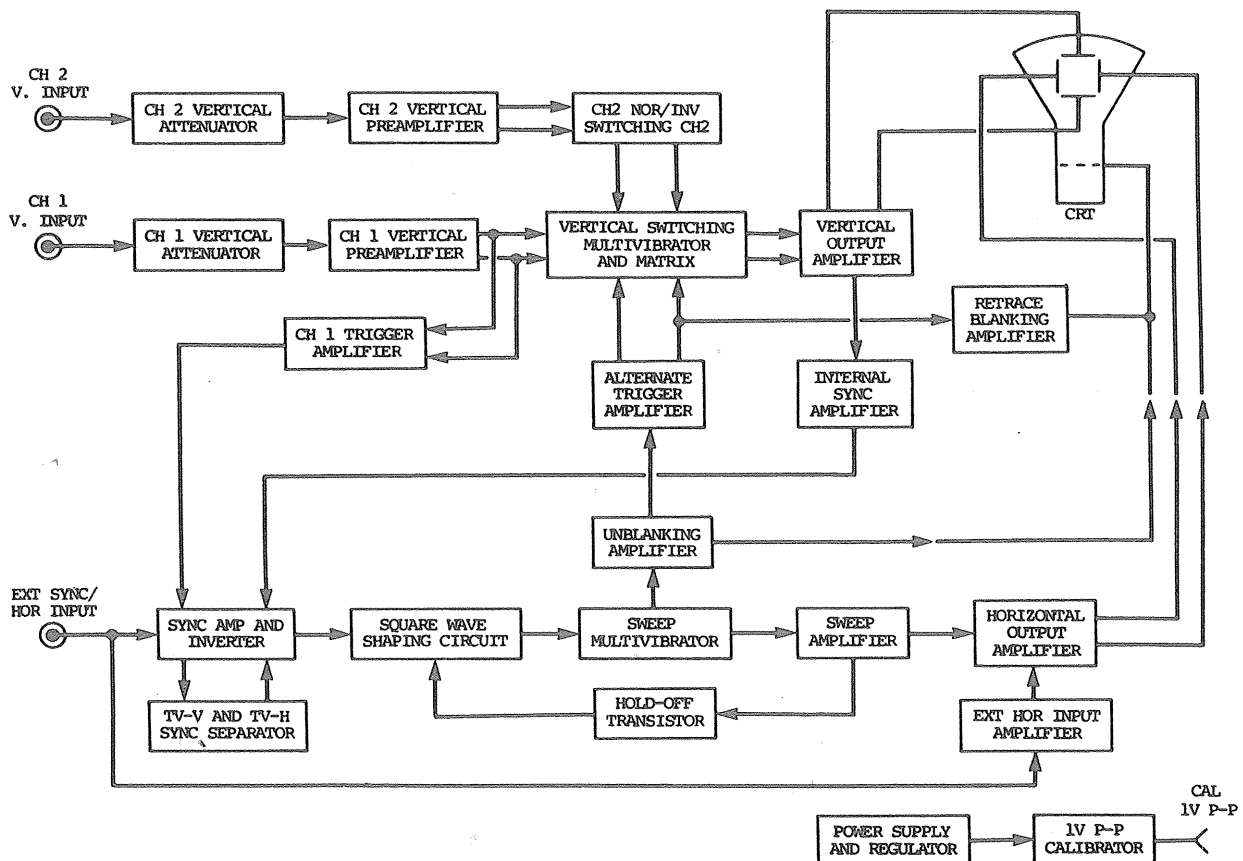 CH 2
V. INPUT
CH 2 VERTICAL
ATTENUATOR
CH 2 VERTICAL
PREAMPLIFIER
CH2 NOR/INV
SWITCHING CH2
CH 1
V. INPUT
CH 1 VERTICAL
ATTENUATOR
CH 1 VERTICAL
PREAMPLIFIER
VERTICAL SWITCHING
MULTIVIBRATOR
AND MATRIX
VERTICAL
OUTPUT
AMPLIFIER
CRT
CH 1 TRIGGER
AMPLIFIER
RETRACE
BLANKING
AMPLIFIER
ALTERNATE
TRIGGER
AMPLIFIER
INTERNAL
SYNC
AMPLIFIER
UNBLANKING
AMPLIFIER
EXT SYNC/
HOR INPUT
SYNC AMP AND
INVERTER
SQUARE WAVE
SHAPING CIRCUIT
SWEEP
MULTIVIBRATOR
SWEEP
AMPLIFIER
HORIZONTAL
OUTPUT
AMPLIFIER
TV-V AND TV-H
SYNC SEPARATOR
HOLD-OFF
TRANSISTOR
EXT HOR INPUT
AMPLIFIER
POWER SUPPLY
AND REGULATOR
1V P-P
CALIBRATOR
CAL
1V P-P